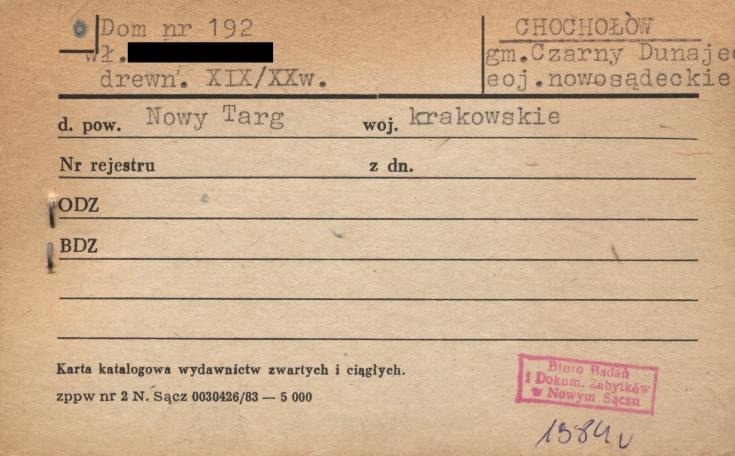 Dom nr 192
wł.
drewn. XIX/XXw.
CHOCHOŁÓW
gm.Czarny Dunajec
eoj.nowosądeckie
d. pow. Nowy Targ woj. krakowskie
Nr rejestru z dn.
ODZ
BDZ
Karta katalogowa wydawnictw zwartych i ciągłych.
zppw nr 2 N. Sącz 0030426/83 — 5 000
Biuro Badań
i Dokum. Zabytków
w Nowym Sączu
1984